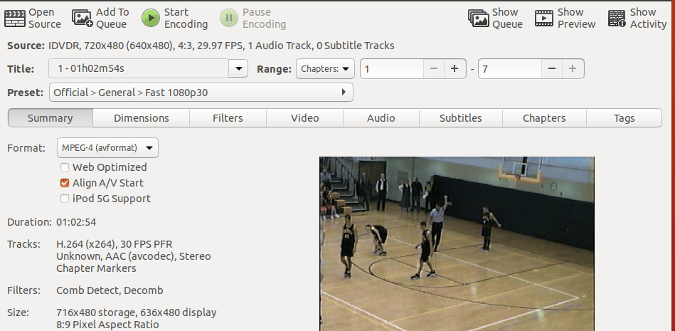 Open Source
Add To Queue
Start Encoding
Pause Encoding
Show Queue
Show Preview
Show Activity
Source: IDVDR, 720x480 (640x480), 4:3, 29.97 FPS, 1 Audio Track, 0 Subtitle Tracks
Title: 1 - 01h02m54s Range: Chapters: 1 - 7
Preset: Official > General > Fast 1080p30
Summary Dimensions Filters Video Audio Subtitles Chapters Tags
Format: MPEG-4 (avformat)
Web Optimized
Align A/V Start
iPod 5G Support
Duration: 01:02:54
Tracks: H.264 (x264), 30 FPS PFR
Unknown, AAC (avcodec), Stereo
Chapter Markers
Filters: Comb Detect, Decomb
Size: 716x480 storage, 636x480 display
8:9 Pixel Aspect Ratio